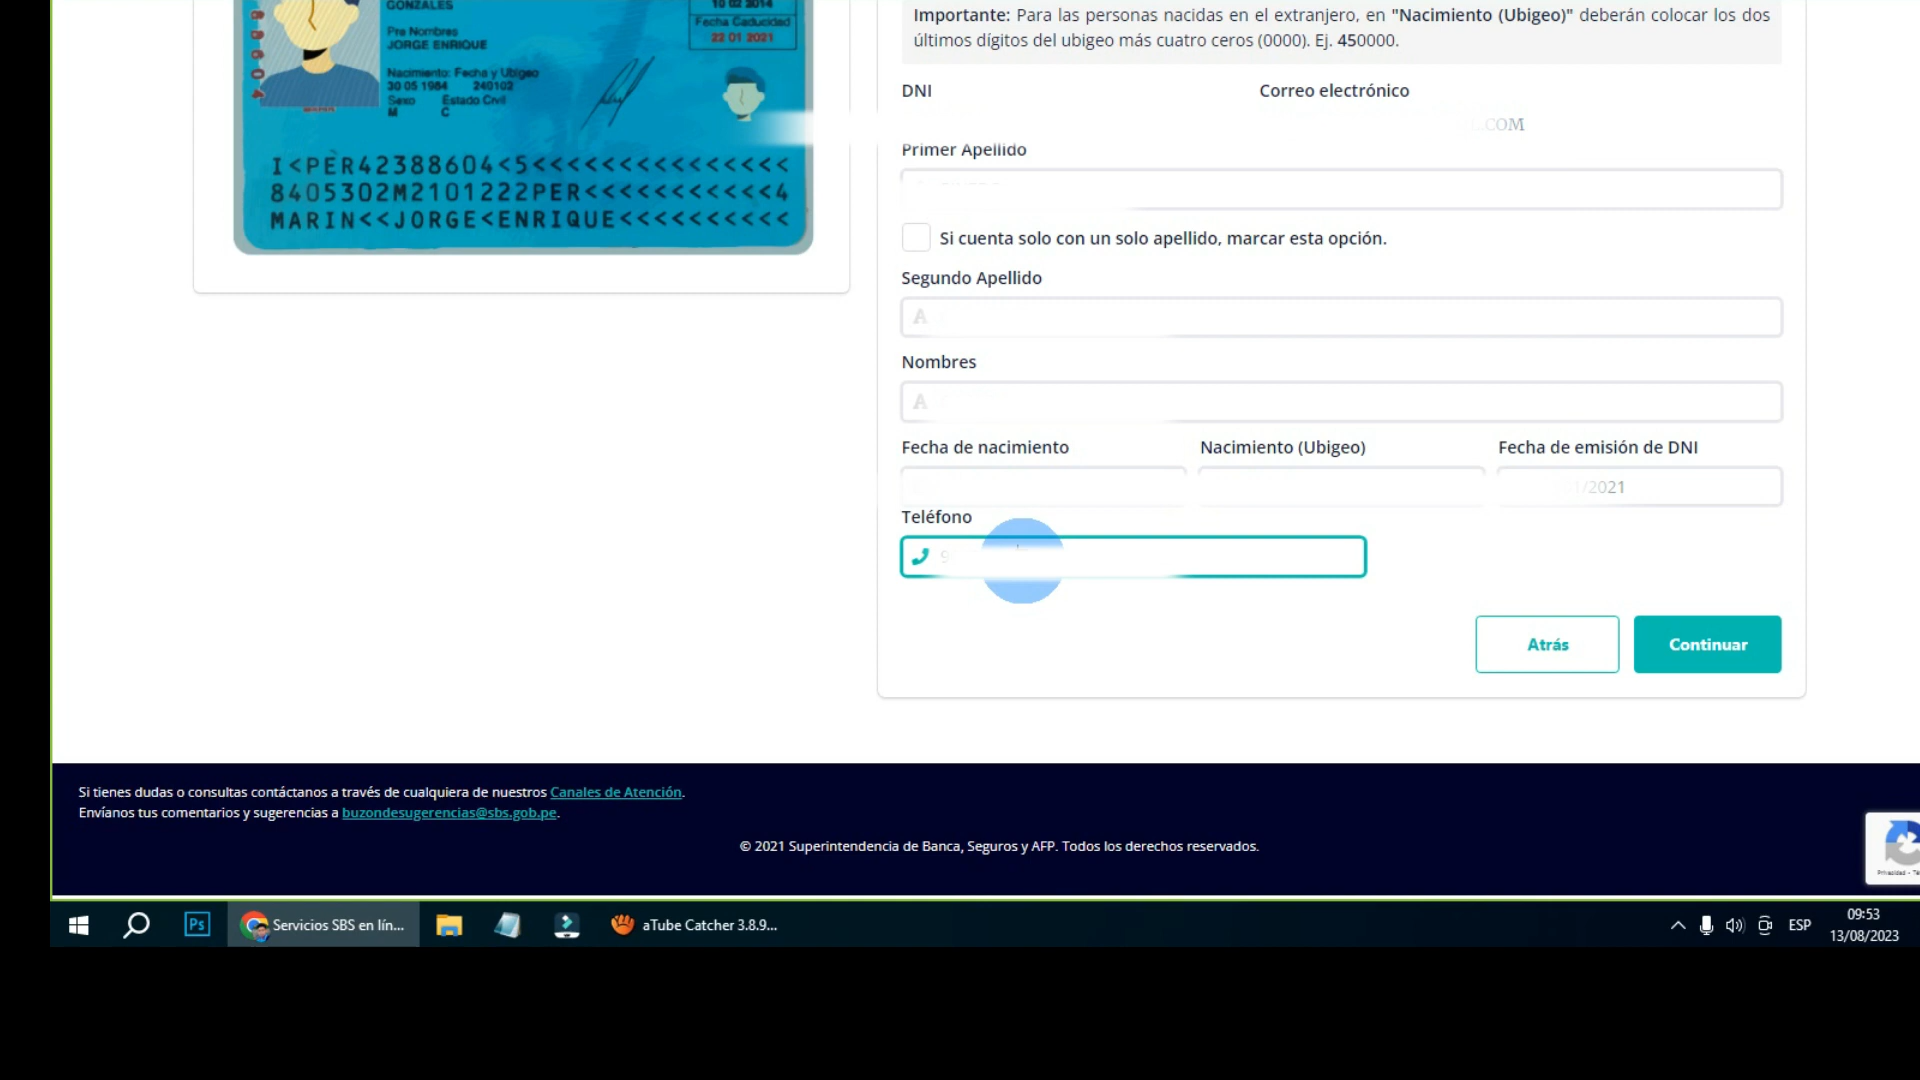 GONZALES
Pre Nombres
JORGE ENRIQUE
Nacimiento: Fecha y Ubigeo
30 05 1984 240102
Sexo Estado Civil
M C
10 02 2014
Fecha Caducidad
22 01 2021
I<PER42388604<5<<<<<<<<<<<<<<<
8405302M2101222PER<<<<<<<<<<<4
MARIN<<JORGE<ENRIQUE<<<<<<<<<<
Importante: Para las personas nacidas en el extranjero, en "Nacimiento (Ubigeo)" deberán colocar los dos
últimos dígitos del ubigeo más cuatro ceros (0000). Ej. 450000.
DNI Correo electrónico
.COM
Primer Apellido
Si cuenta solo con un solo apellido, marcar esta opción.
Segundo Apellido
Nombres
Fecha de nacimiento Nacimiento (Ubigeo) Fecha de emisión de DNI
/2021
Teléfono
9
Atrás Continuar
Si tienes dudas o consultas contáctanos a través de cualquiera de nuestros Canales de Atención.
Envíanos tus comentarios y sugerencias a buzondesugerencias@sbs.gob.pe.
© 2021 Superintendencia de Banca, Seguros y AFP. Todos los derechos reservados.
Ps Servicios SBS en lín... aTube Catcher 3.8.9... ESP 09:53
13/08/2023